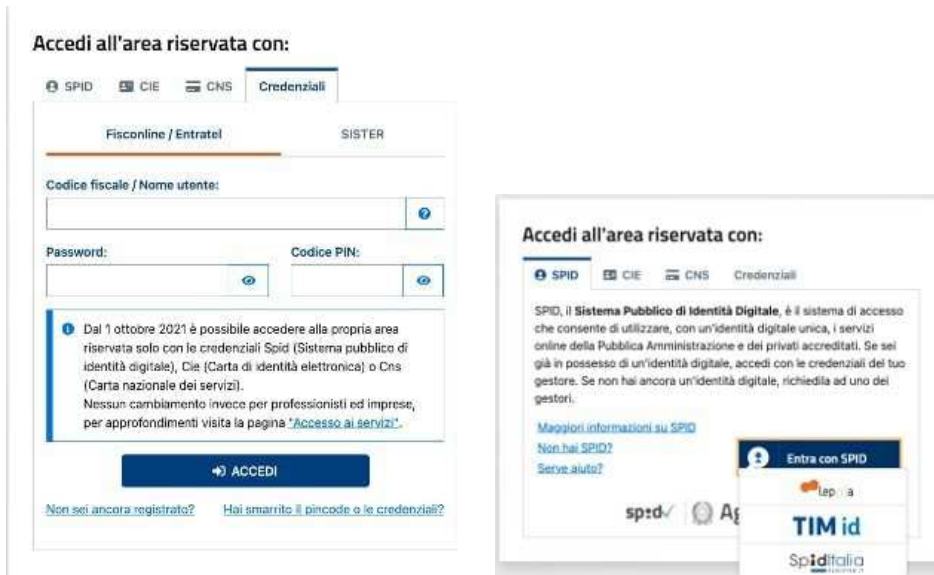 Accedi all'area riservata con:
SPID CIE CNS Credenziali
Fisconline / Entratel SISTER
Codice fiscale / Nome utente:
Password: Codice PIN:
Dal 1 ottobre 2021 è possibile accedere alla propria area
riservata solo con le credenziali Spid (Sistema pubblico di
identità digitale), Cie (Carta di identità elettronica) o Cns
(Carta nazionale dei servizi).
Nessun cambiamento invece per professionisti ed imprese,
per approfondimenti visita la pagina "Accesso ai servizi".
ACCEDI
Non sei ancora registrato? Hai smarrito il pincode o le credenziali?
Accedi all'area riservata con:
SPID CIE CNS Credenziali
SPID, il Sistema Pubblico di Identità Digitale, è il sistema di accesso
che consente di utilizzare, con un'identità digitale unica, i servizi
online della Pubblica Amministrazione e dei privati accreditati. Se sei
già in possesso di un'identità digitale, accedi con le credenziali del tuo
gestore. Se non hai ancora un'identità digitale, richiedila ad uno dei
gestori.
Maggiori informazioni su SPID
Non hai SPID?
Serve aiuto?
Entra con SPID
spid
TIM id
SpidItalia